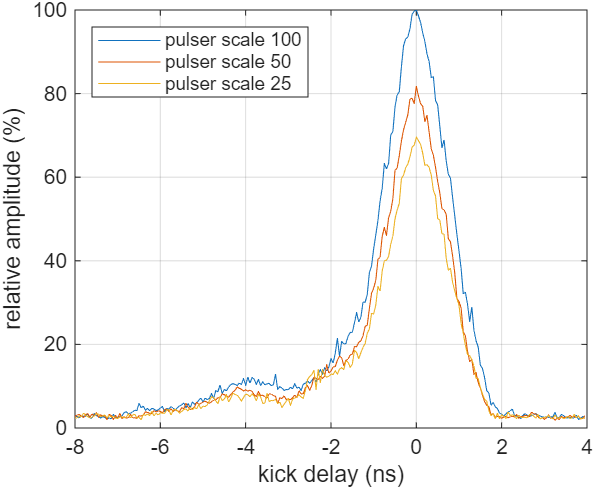 100
80
60
40
20
0
relative amplitude (%)
pulser scale 100
pulser scale 50
pulser scale 25
-8 -6 -4 -2 0 2 4
kick delay (ns)